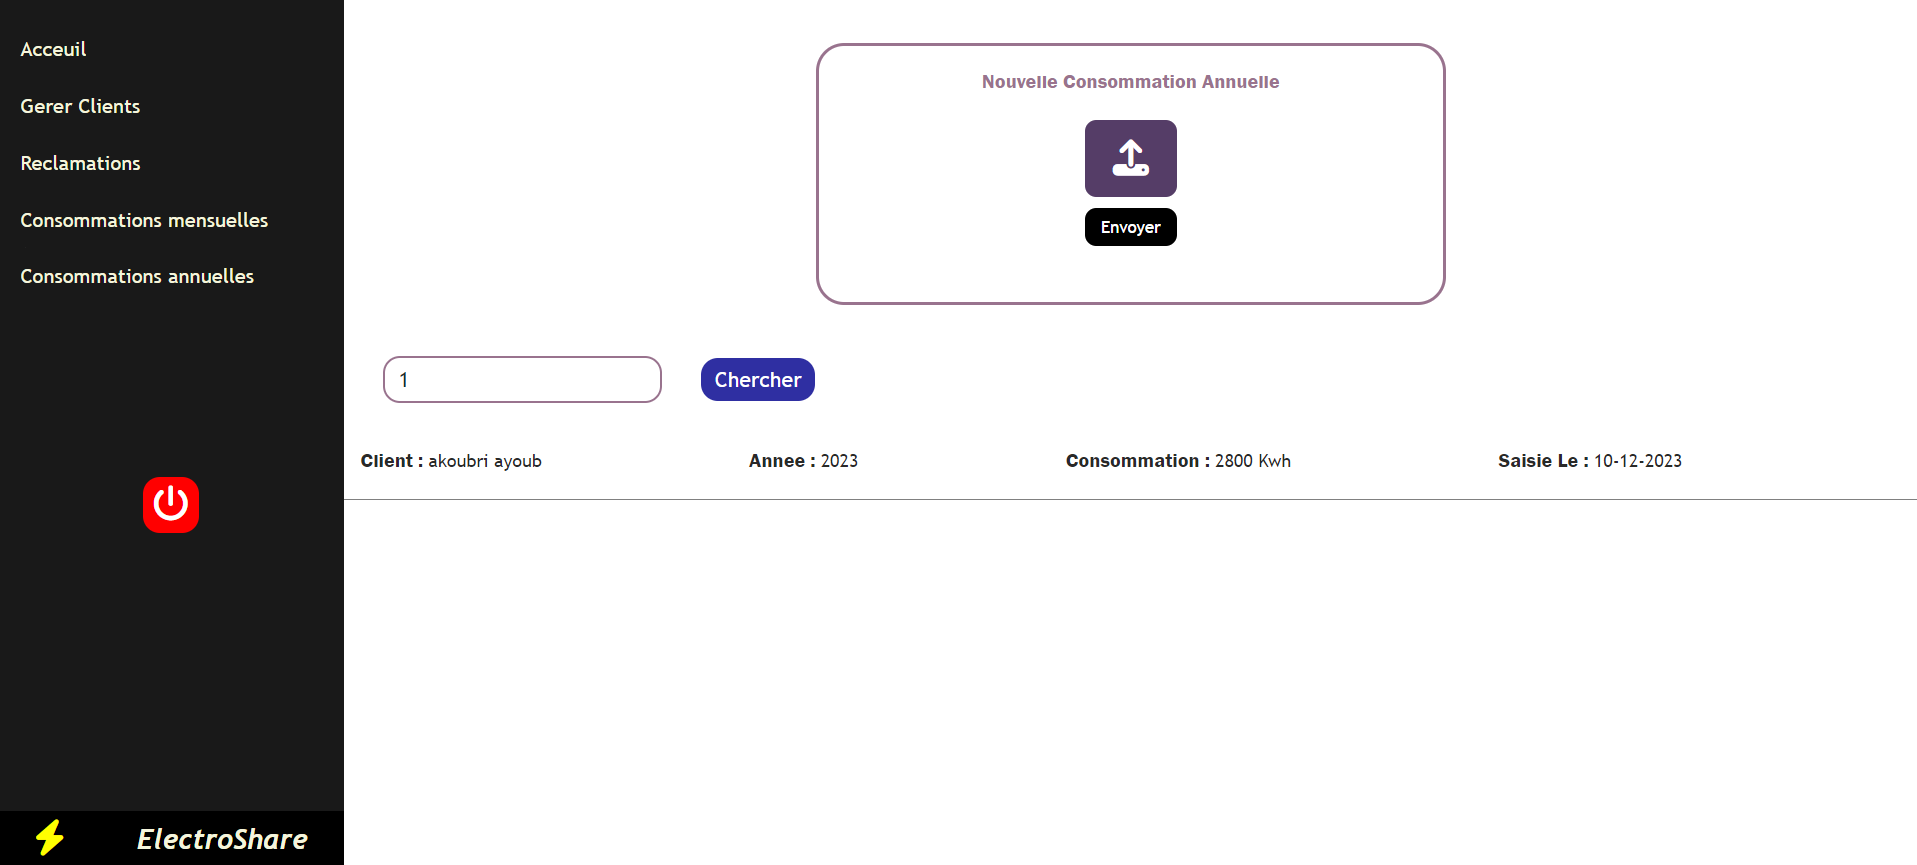 Acceuil
Gerer Clients
Reclamations
Consommations mensuelles
Consommations annuelles
ElectroShare
Nouvelle Consommation Annuelle
Envoyer
1
Chercher
Client : akoubri ayoub Annee : 2023 Consommation : 2800 Kwh Saisie Le : 10-12-2023